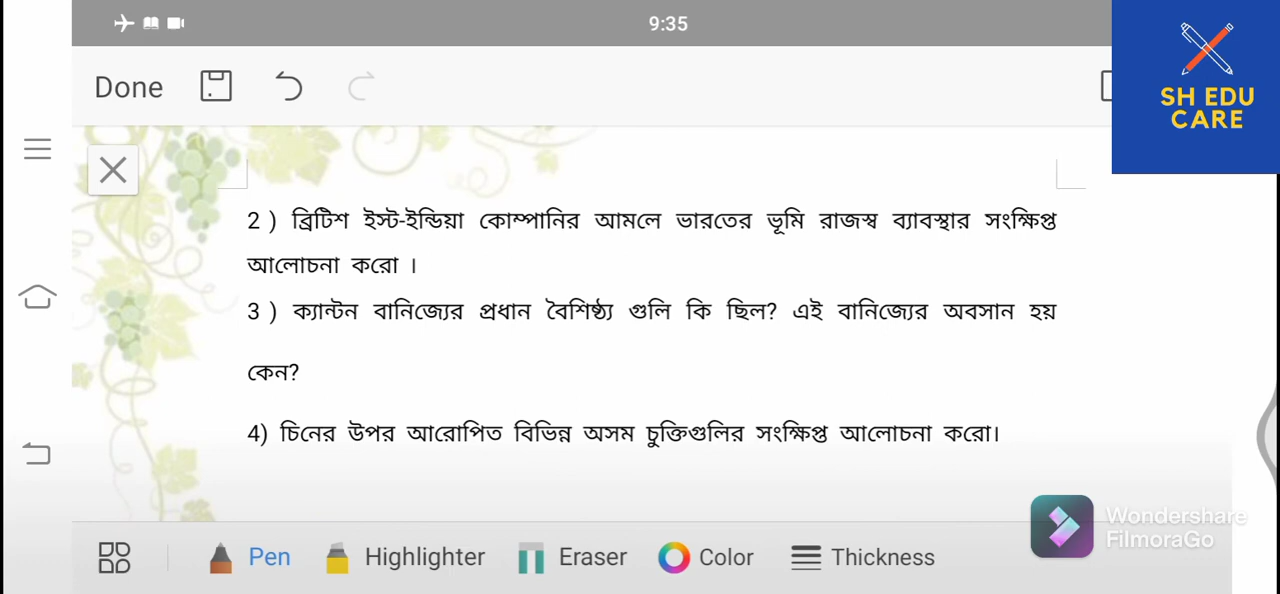 9:35
SH EDU
CARE
Done
2 ) ব্রিটিশ ইস্ট-ইন্ডিয়া কোম্পানির আমলে ভারতের ভূমি রাজস্ব ব্যাবস্থার সংক্ষিপ্ত
আলোচনা করো ।
3 ) ক্যান্টন বানিজ্যের প্রধান বৈশিষ্ঠ্য গুলি কি ছিল? এই বানিজ্যের অবসান হয়
কেন?
4) চিনের উপর আরোপিত বিভিন্ন অসম চুক্তিগুলির সংক্ষিপ্ত আলোচনা করো।
Wondershare
FilmoraGo
Pen Highlighter Eraser Color Thickness